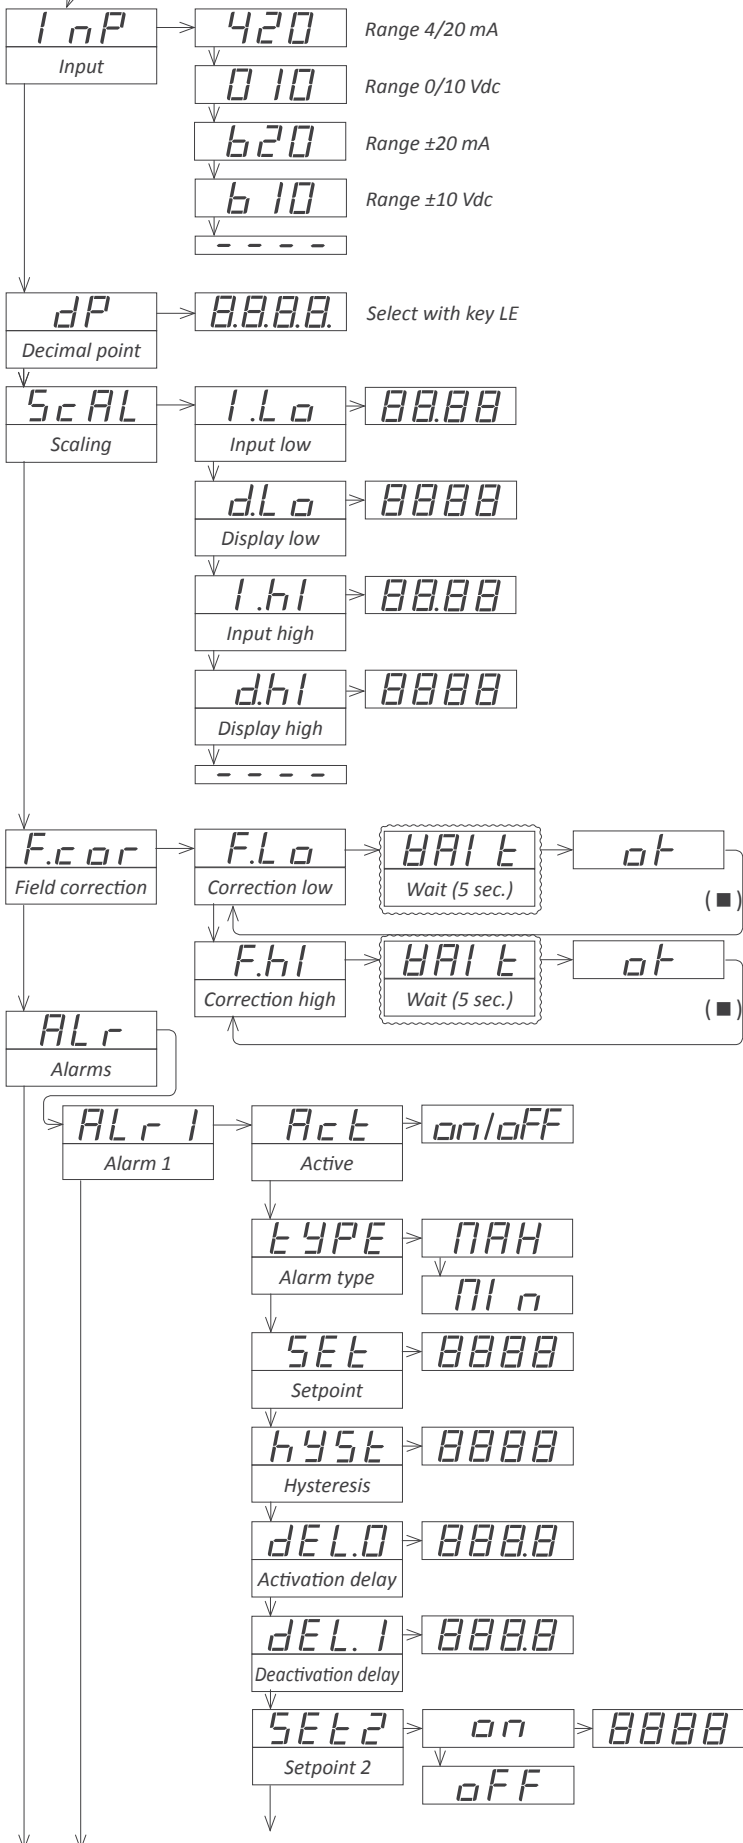 InP
Input
420
Range 4/20 mA
010
Range 0/10 Vdc
b20
Range ±20 mA
b10
Range ±10 Vdc
- - - -
dP
Decimal point
8.8.8.8.
Select with key LE
ScAL
Scaling
I.Lo
Input low
88.88
d.Lo
Display low
8888
I.hI
Input high
88.88
d.hI
Display high
8888
- - - -
F.cor
Field correction
F.Lo
Correction low
WAIt
Wait (5 sec.)
ok
(■)
F.hI
Correction high
WAIt
Wait (5 sec.)
ok
(■)
ALr
Alarms
ALr1
Alarm 1
Act
Active
on/oFF
tYPE
Alarm type
MAX
MIn
SEt
Setpoint
8888
hYSt
Hysteresis
8888
dEL.0
Activation delay
888.8
dEL.1
Deactivation delay
888.8
SEt2
Setpoint 2
on
8888
oFF